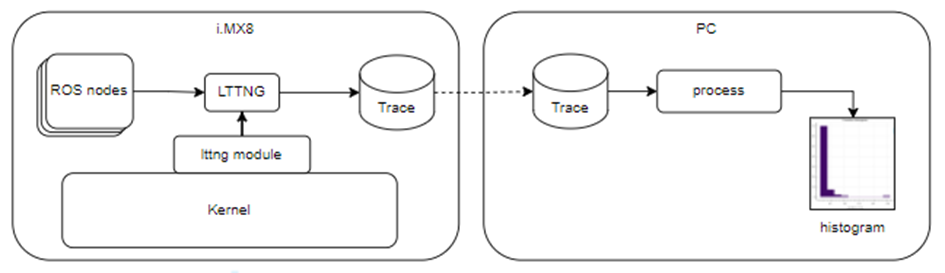 i.MX8
PC
ROS nodes
LTTNG
Trace
Trace
process
lttng module
Kernel
histogram